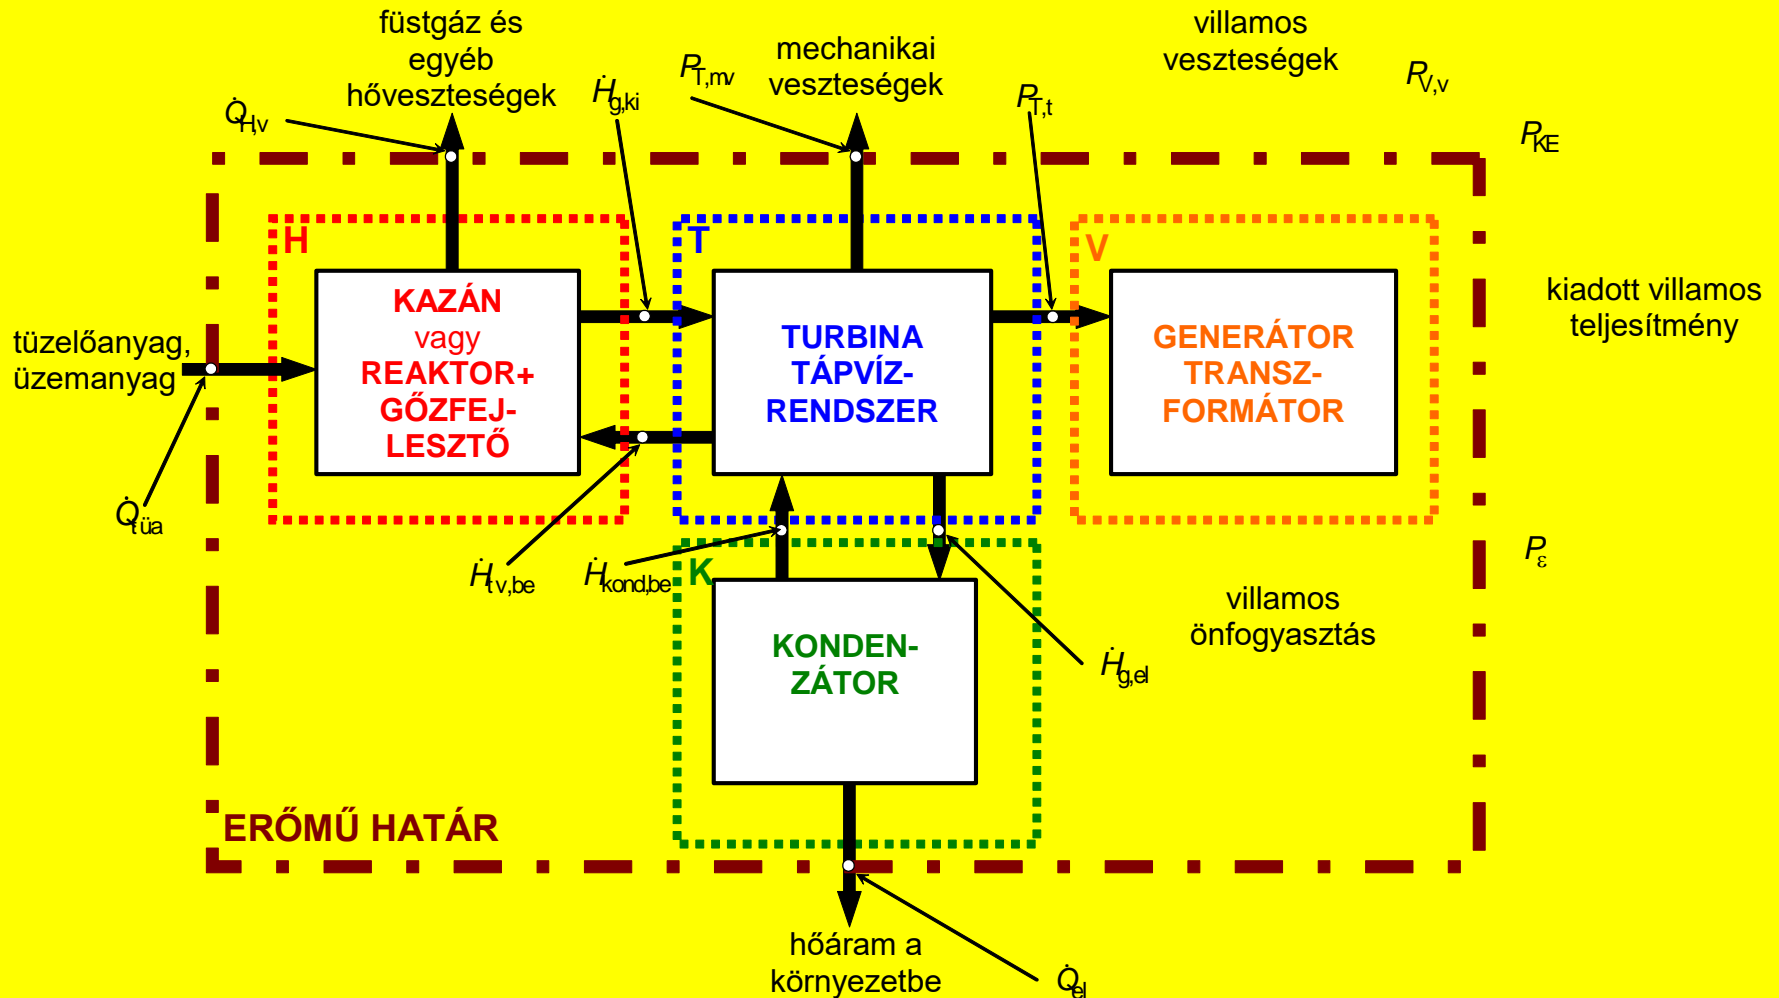 füstgáz és
egyéb
hőveszteségek
mechanikai
veszteségek
villamos
veszteségek
Q̇H,v
Ḣg,ki
PT,mv
PT,t
PV,v
PKE
H
T
V
KAZÁN
vagy
REAKTOR+
GŐZFEJ-
LESZTŐ
TURBINA
TÁPVÍZ-
RENDSZER
GENERÁTOR
TRANSZ-
FORMÁTOR
kiadott villamos
teljesítmény
tüzelőanyag,
üzemanyag
Q̇tüa
Ḣtv,be
Ḣkond,be
K
KONDEN-
ZÁTOR
Ḣg,el
villamos
önfogyasztás
Pε
ERŐMŰ HATÁR
hőáram a
környezetbe
Q̇el